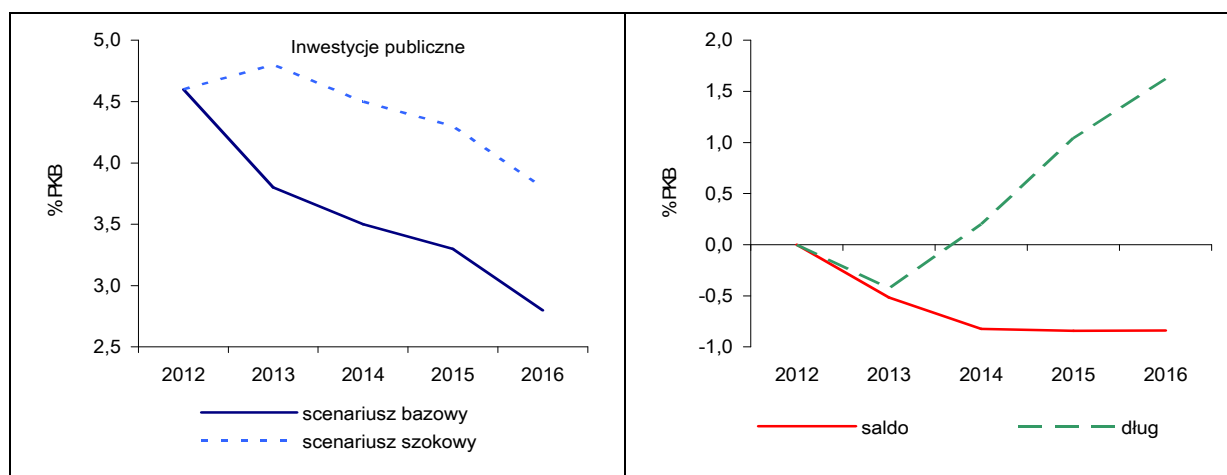 Inwestycje publiczne
% PKB
5,0
4,5
4,0
3,5
3,0
2,5
2012 2013 2014 2015 2016
scenariusz bazowy
scenariusz szokowy
% PKB
2,0
1,5
1,0
0,5
0,0
-0,5
-1,0
2012 2013 2014 2015 2016
saldo dług